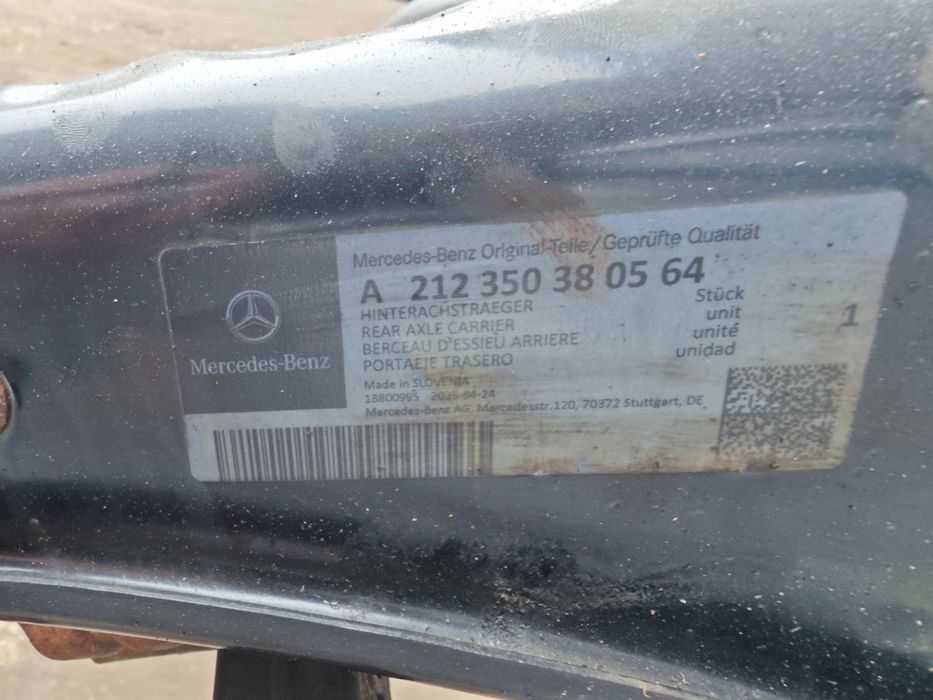 Mercedes-Benz Original-Teile/Geprüfte Qualität
A 212 350 38 05 64
HINTERACHSTRAEGER
REAR AXLE CARRIER
BERCEAU D'ESSIEU ARRIERE
PORTAEJE TRASERO
Stück
unit
unité
unidad
1
Mercedes-Benz
Made in SLOVENIA
18800995 2025-04-24
Mercedes-Benz AG, Mercedesstr.120, 70372 Stuttgart, DE